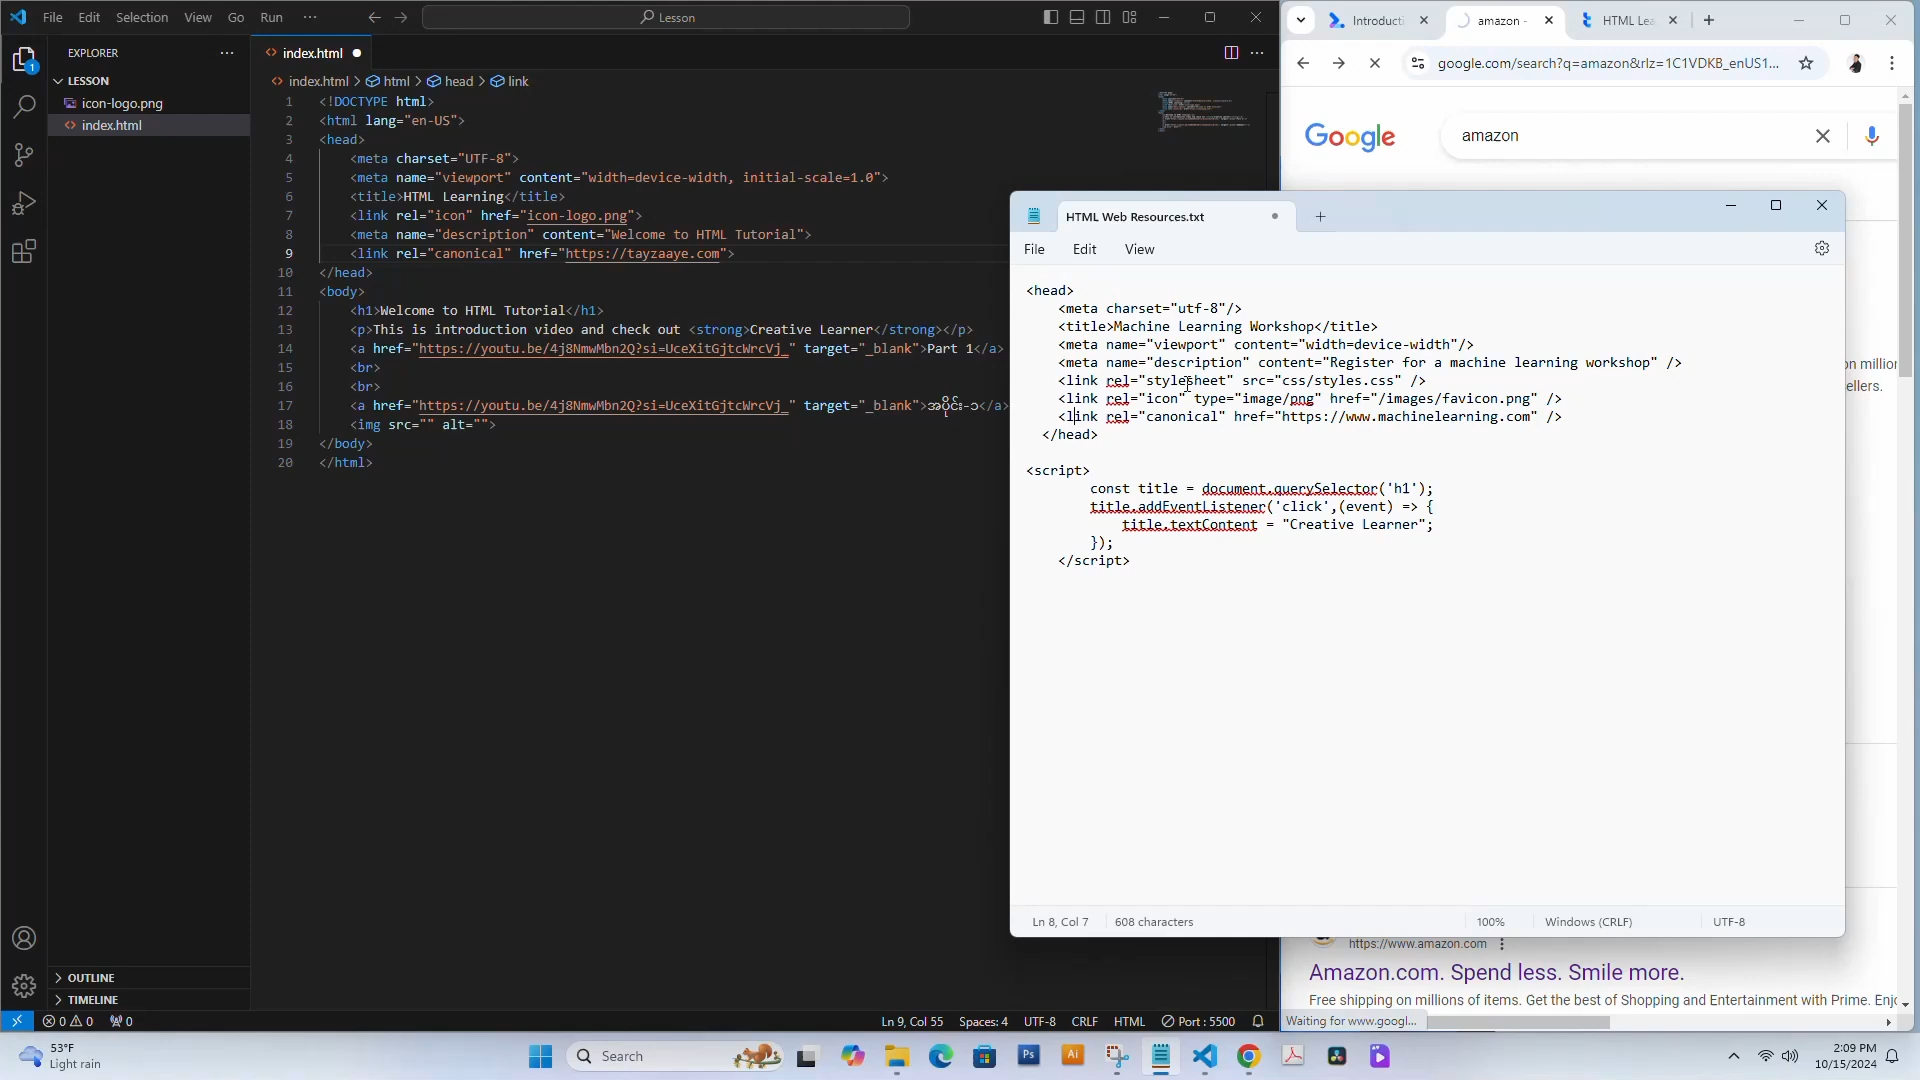 File Edit Selection View Go Run ··· Lesson
EXPLORER
LESSON
icon-logo.png
index.html
OUTLINE
TIMELINE
index.html
index.html > html > head > link
1 <!DOCTYPE html>
2 <html lang="en-US">
3 <head>
4 <meta charset="UTF-8">
5 <meta name="viewport" content="width=device-width, initial-scale=1.0">
6 <title>HTML Learning</title>
7 <link rel="icon" href="icon-logo.png">
8 <meta name="description" content="Welcome to HTML Tutorial">
9 <link rel="canonical" href="https://tayzaaye.com">
10 </head>
11 <body>
12 <h1>Welcome to HTML Tutorial</h1>
13 <p>This is introduction video and check out <strong>Creative Learner</strong></p>
14 <a href="https://youtu.be/4j8NmwMbn2Q?si=UceXitGjtcWrcVj_" target="_blank">Part 1</a>
15 <br>
16 <br>
17 <a href="https://youtu.be/4j8NmwMbn2Q?si=UceXitGjtcWrcVj_" target="_blank">အပိုင်း-၁</a>
18 <img src="" alt="">
19 </body>
20 </html>
0 0 0 Ln 9, Col 55 Spaces: 4 UTF-8 CRLF HTML Port : 5500
Introducti amazon - HTML Lea
google.com/search?q=amazon&rlz=1C1VDKB_enUS1...
Google amazon
on million
ellers.
HTML Web Resources.txt
File Edit View
<head>
<meta charset="utf-8"/>
<title>Machine Learning Workshop</title>
<meta name="viewport" content="width=device-width"/>
<meta name="description" content="Register for a machine learning workshop" />
<link rel="stylesheet" src="css/styles.css" />
<link rel="icon" type="image/png" href="/images/favicon.png" />
<link rel="canonical" href="https://www.machinelearning.com" />
</head>
<script>
const title = document.querySelector('h1');
title.addEventListener('click',(event) => {
title.textContent = "Creative Learner";
});
</script>
Ln 8, Col 7 608 characters 100% Windows (CRLF) UTF-8
https://www.amazon.com
Amazon.com. Spend less. Smile more.
Free shipping on millions of items. Get the best of Shopping and Entertainment with Prime. Enjo
Waiting for www.googl...
53°F
Light rain
Search
Ps
Ai
2:09 PM
10/15/2024